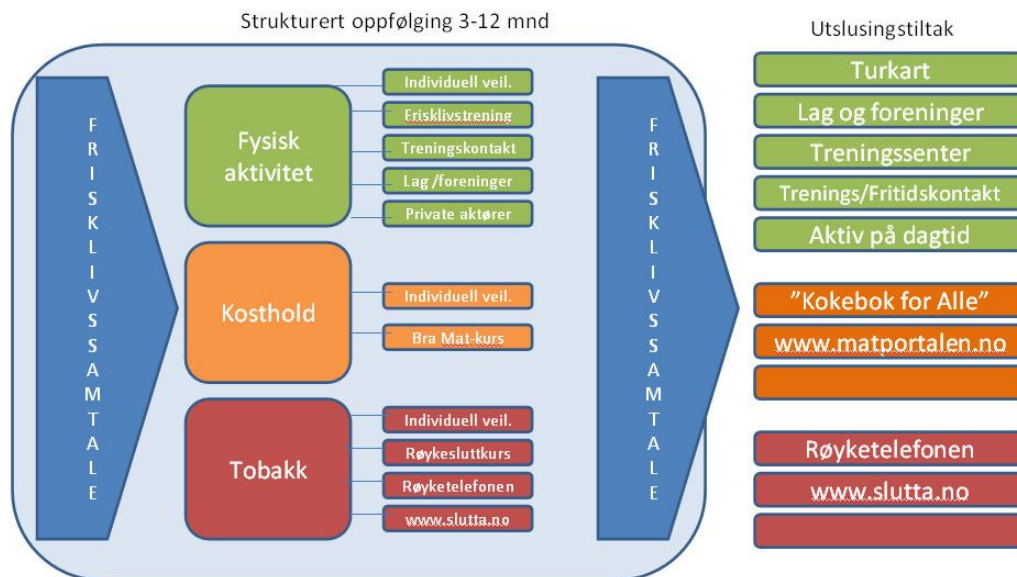 Strukturert oppfølging 3-12 mnd
Utslusingstiltak
FRISKLIVSSAMTALE
Fysisk
aktivitet
Individuell veil.
Frisklivstrening
Treningskontakt
Lag /foreninger
Private aktører
Kosthold
Individuell veil.
Bra Mat-kurs
Tobakk
Individuell veil.
Røykesluttkurs
Røyketelefonen
www.slutta.no
FRISKLIVSSAMTALE
Turkart
Lag og foreninger
Treningssenter
Trenings/Fritidskontakt
Aktiv på dagtid
”Kokebok for Alle”
www.matportalen.no
Røyketelefonen
www.slutta.no